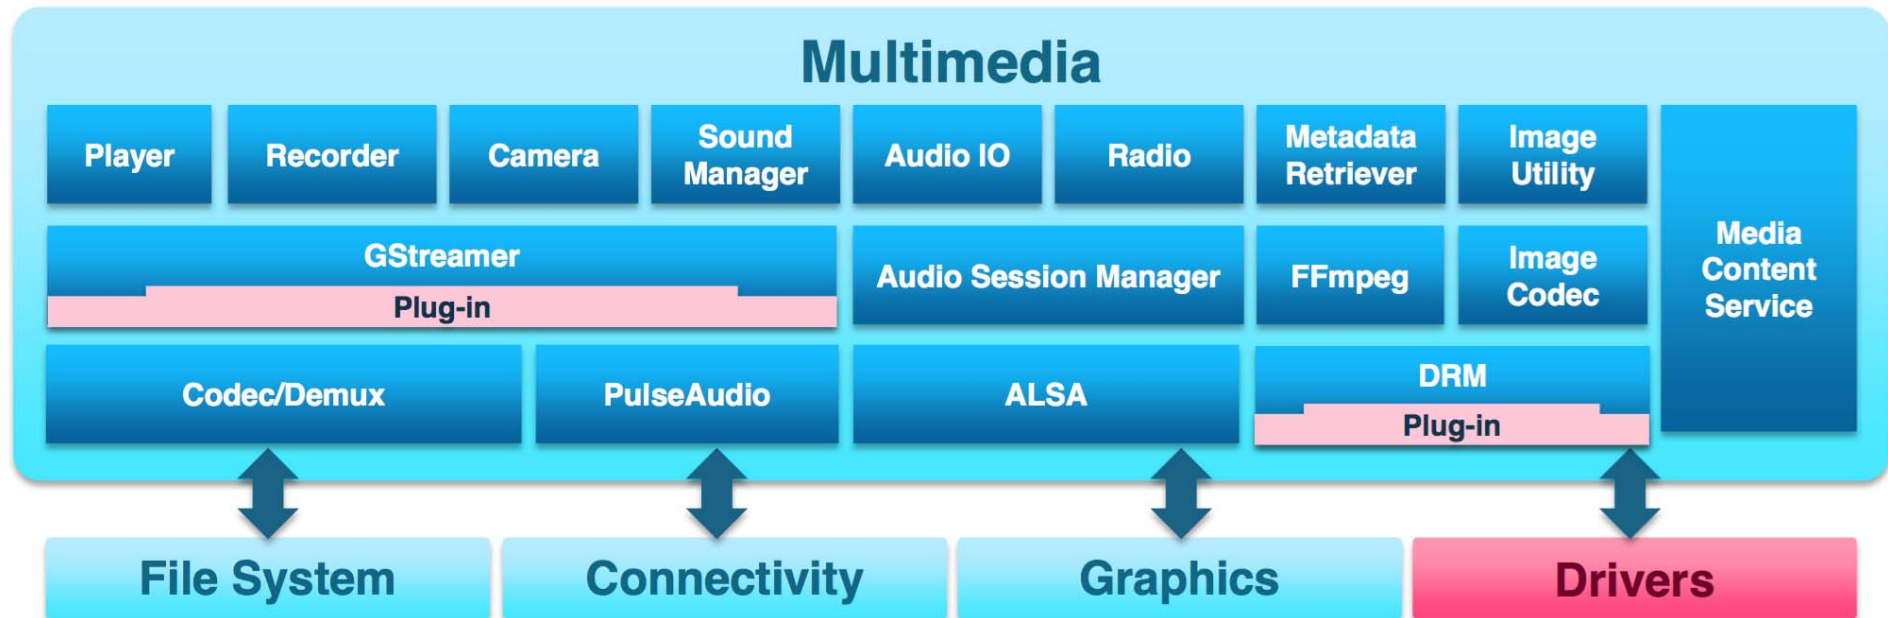 Multimedia
Player
Recorder
Camera
Sound
Manager
Audio IO
Radio
Metadata
Retriever
Image
Utility
Media
Content
Service
GStreamer
Plug-in
Audio Session Manager
FFmpeg
Image
Codec
Codec/Demux
PulseAudio
ALSA
DRM
Plug-in
File System
Connectivity
Graphics
Drivers